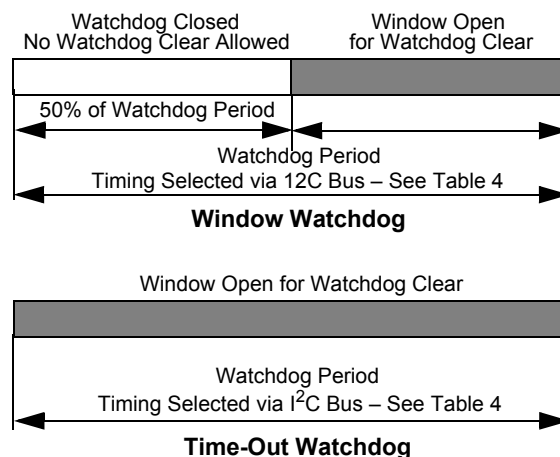 Watchdog Closed
No Watchdog Clear Allowed
Window Open
for Watchdog Clear
50% of Watchdog Period
Watchdog Period
Timing Selected via 12C Bus – See Table 4
Window Watchdog
Window Open for Watchdog Clear
Watchdog Period
Timing Selected via I²C Bus – See Table 4
Time-Out Watchdog